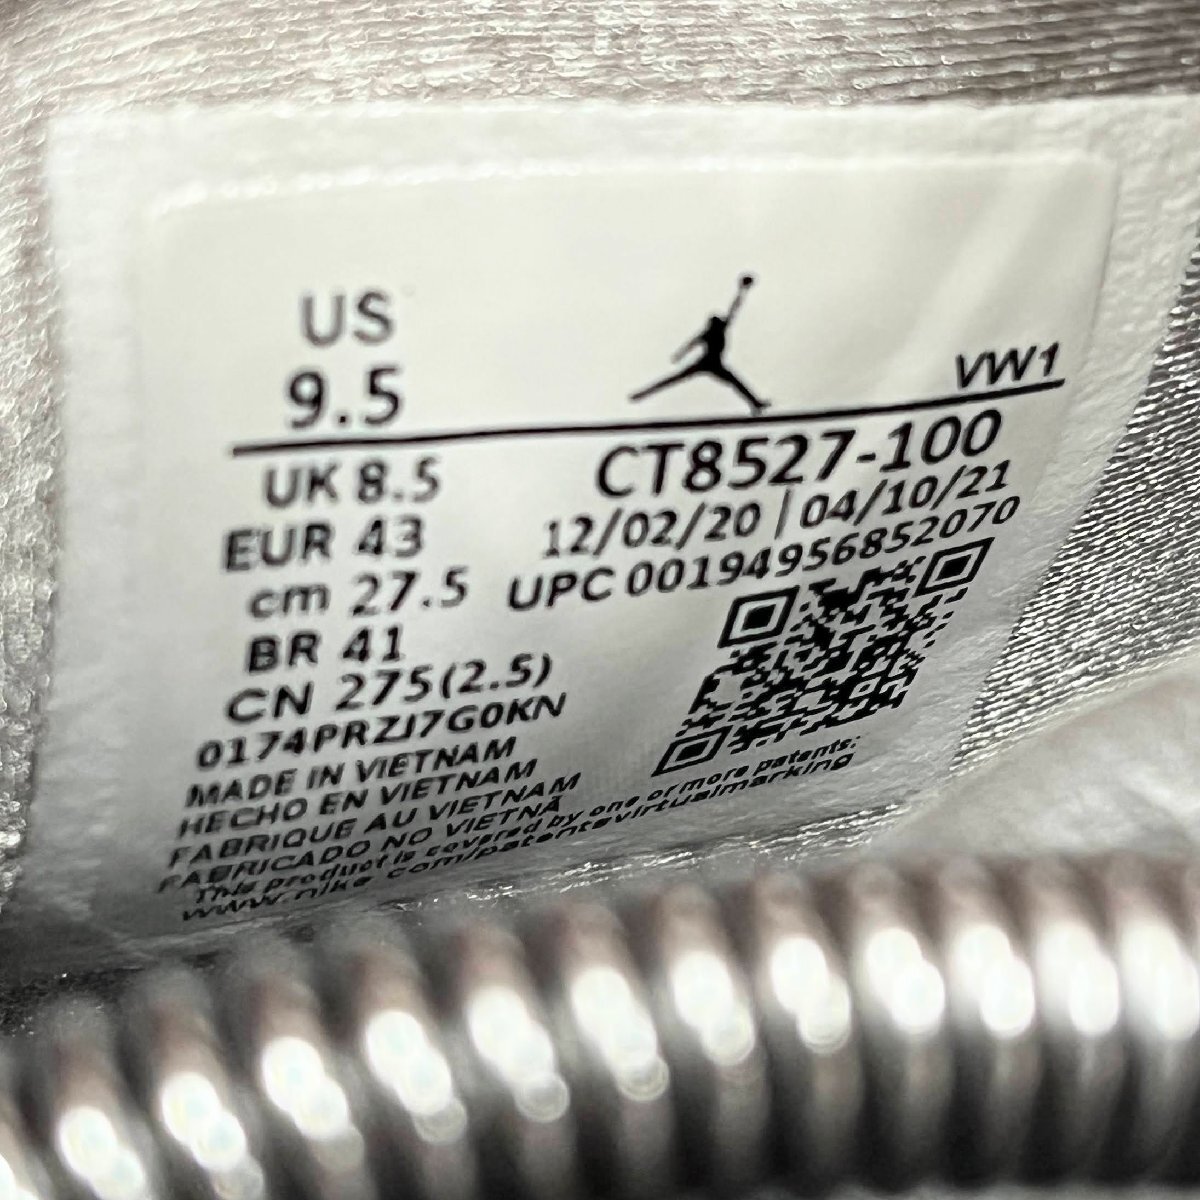 US
9.5
VW1
UK 8.5
EUR 43
cm 27.5
BR 41
CN 275(2.5)
CT8527-100
12/02/20 | 04/10/21
UPC 00194956852070
0174PRZJ7G0KN
MADE IN VIETNAM
HECHO EN VIETNAM
FABRIQUE AU VIETNAM
FABRICADO NO VIETNÃ
This product is covered by one or more patents:
www.nike.com/patentsvirtualmarking